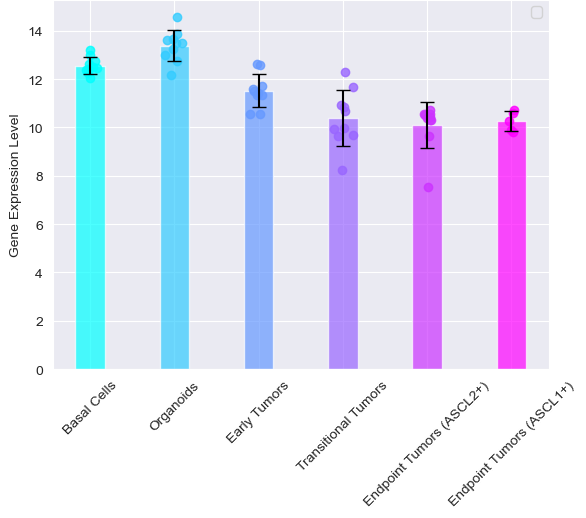 Gene Expression Level
14
12
10
8
6
4
2
0
Basal Cells
Organoids
Early Tumors
Transitional Tumors
Endpoint Tumors (ASCL2+)
Endpoint Tumors (ASCL1+)